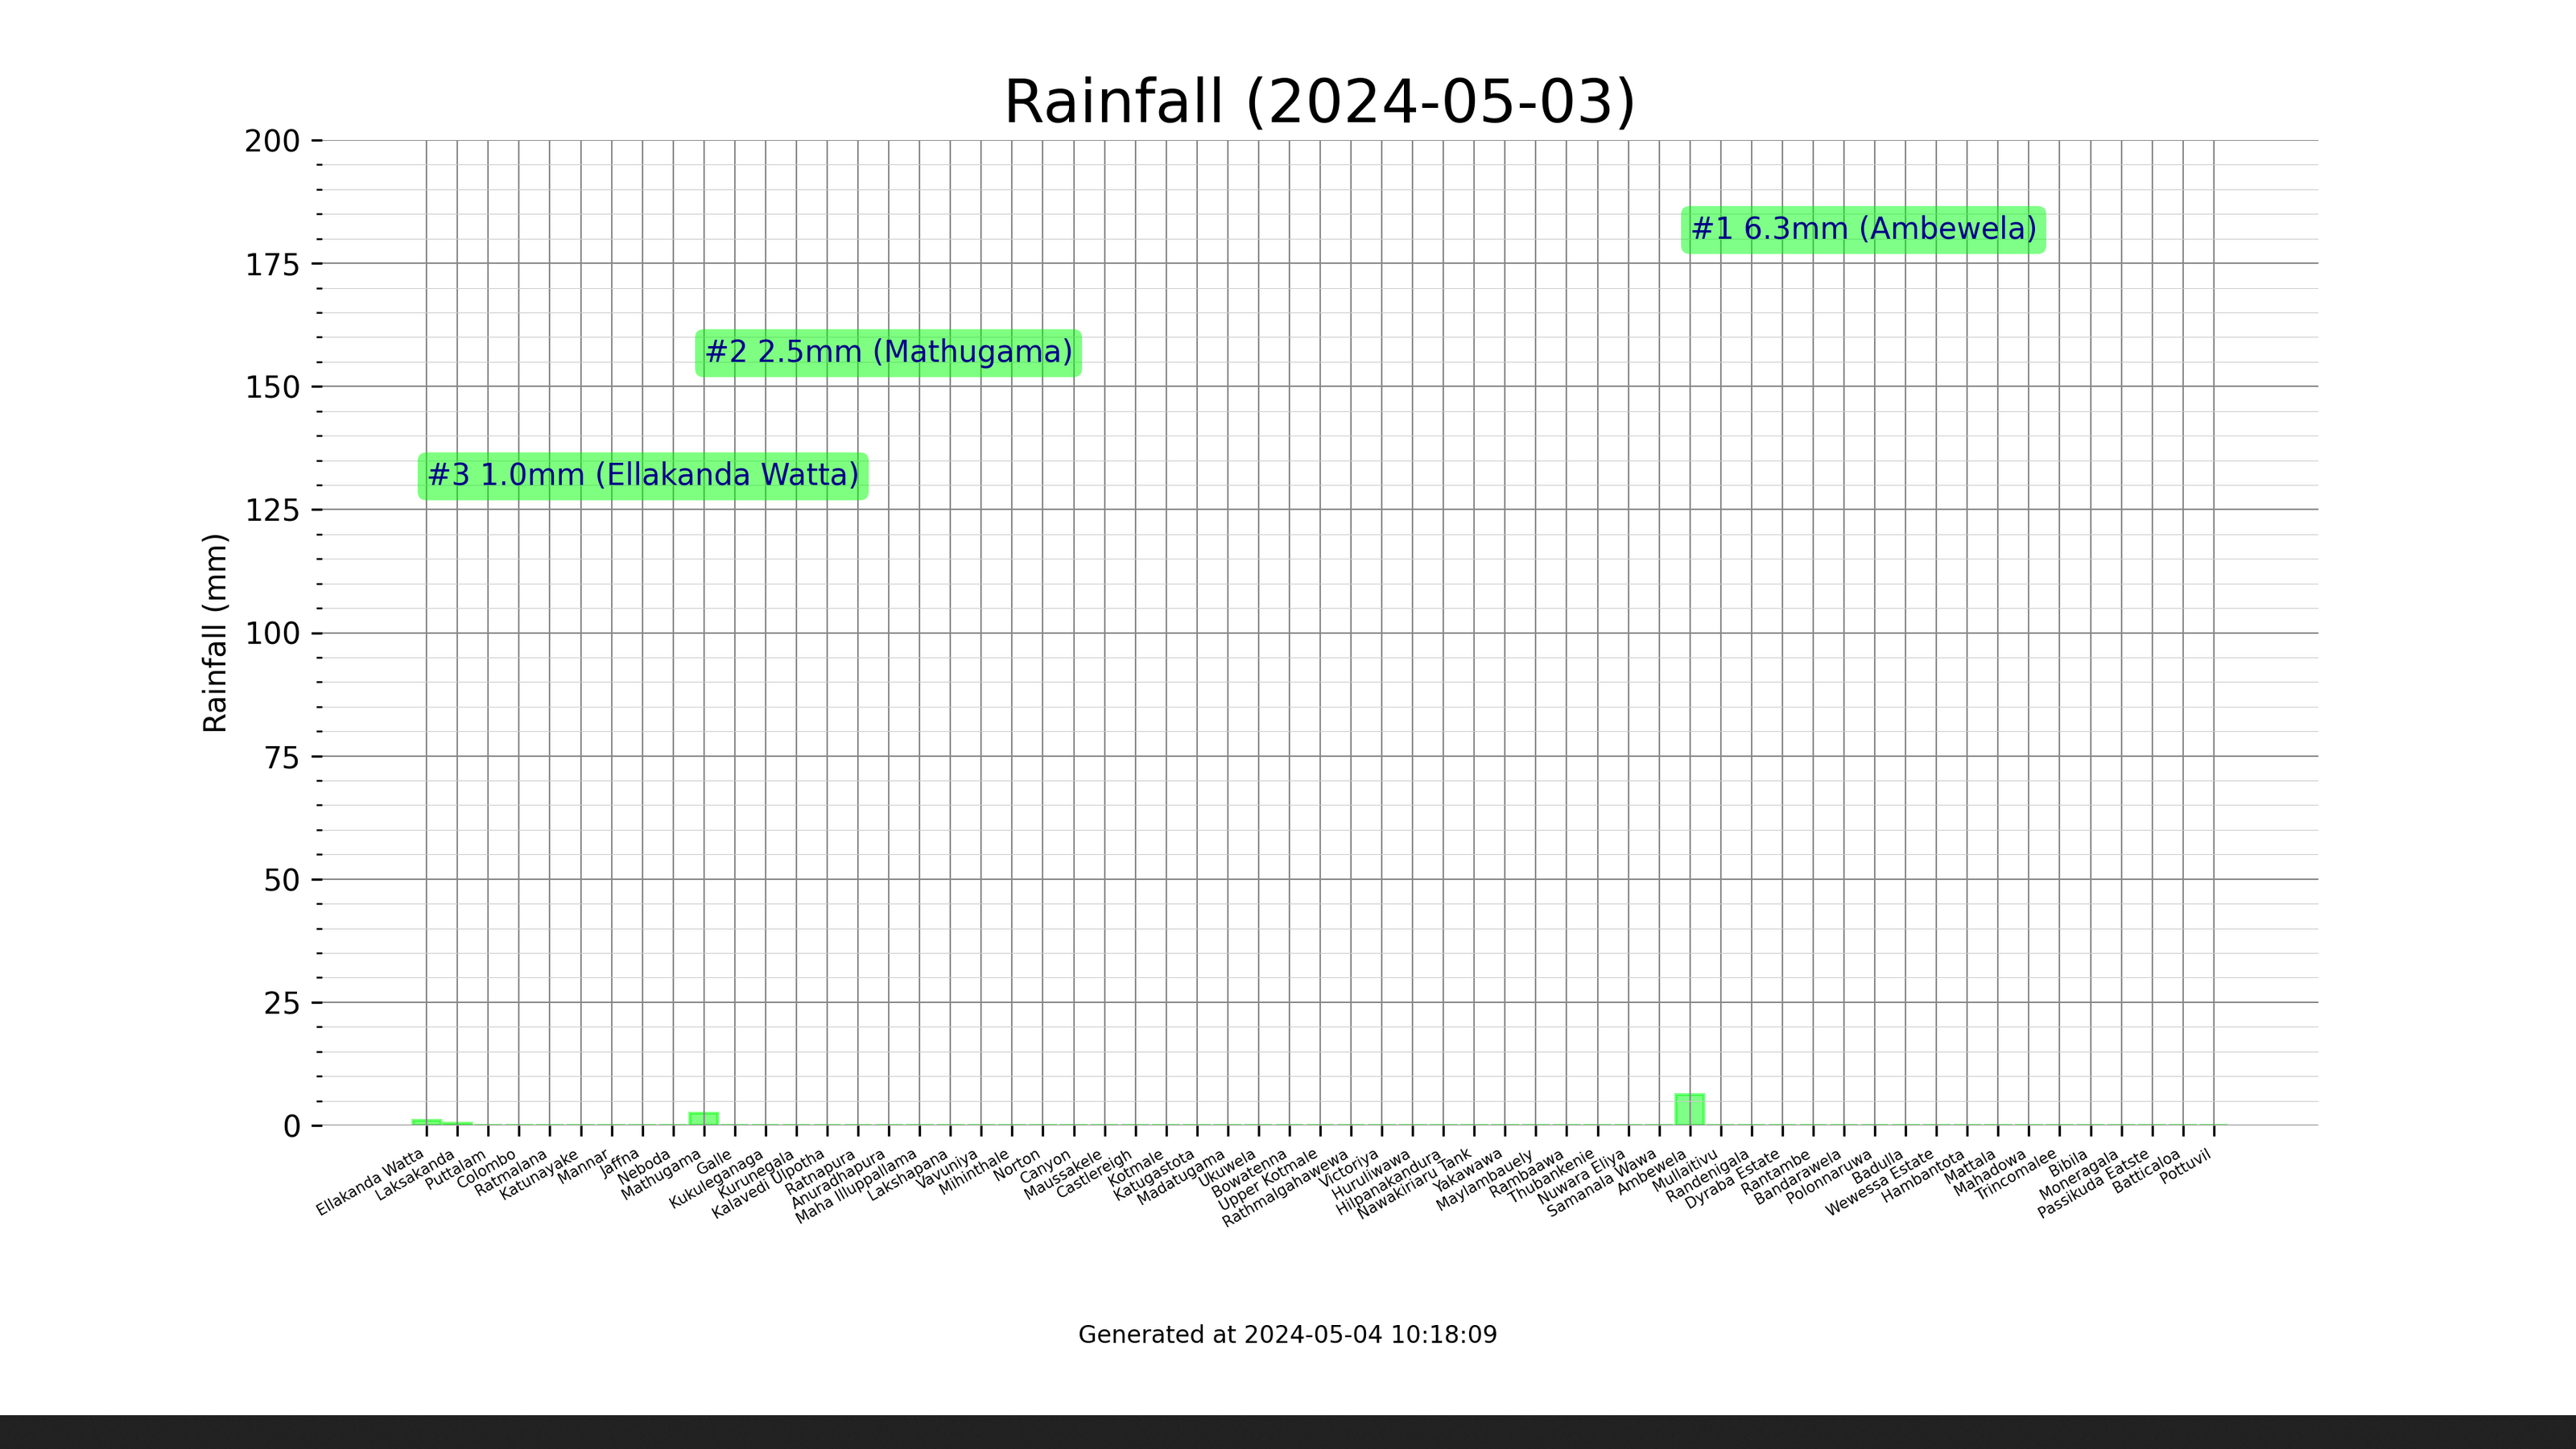 Rainfall (2024-05-03)
200
175
150
125
100
75
50
25
0
Rainfall (mm)
#1 6.3mm (Ambewela)
#2 2.5mm (Mathugama)
#3 1.0mm (Ellakanda Watta)
Ellakanda Watta
Laksakanda
Puttalam
Colombo
Ratmalana
Katunayake
Mannar
Jaffna
Neboda
Mathugama
Galle
Kukuleganaga
Kurunegala
Kalavedi Ulpotha
Ratnapura
Anuradhapura
Maha Illuppallama
Lakshapana
Vavuniya
Mihinthale
Norton
Canyon
Maussakele
Castlereigh
Kotmale
Katugastota
Madatugama
Ukuwela
Bowatenna
Upper Kotmale
Rathmalgahawewa
Victoriya
Huruliwawa
Hilpanakandura
Nawakiriaru Tank
Yakawawa
Maylambauely
Rambaawa
Thubankenie
Nuwara Eliya
Samanala Wawa
Ambewela
Mullaitivu
Randenigala
Dyraba Estate
Rantambe
Bandarawela
Polonnaruwa
Badulla
Wewessa Estate
Hambantota
Mattala
Mahadowa
Trincomalee
Bibila
Moneragala
Passikuda Eatste
Batticaloa
Pottuvil
Generated at 2024-05-04 10:18:09